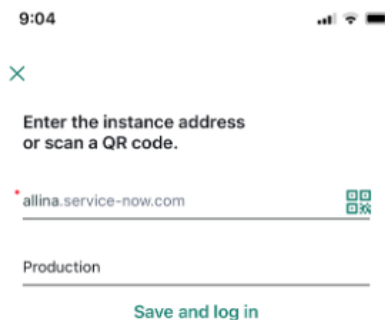 9:04
Enter the instance address
or scan a QR code.
*allina.service-now.com
Production
Save and log in